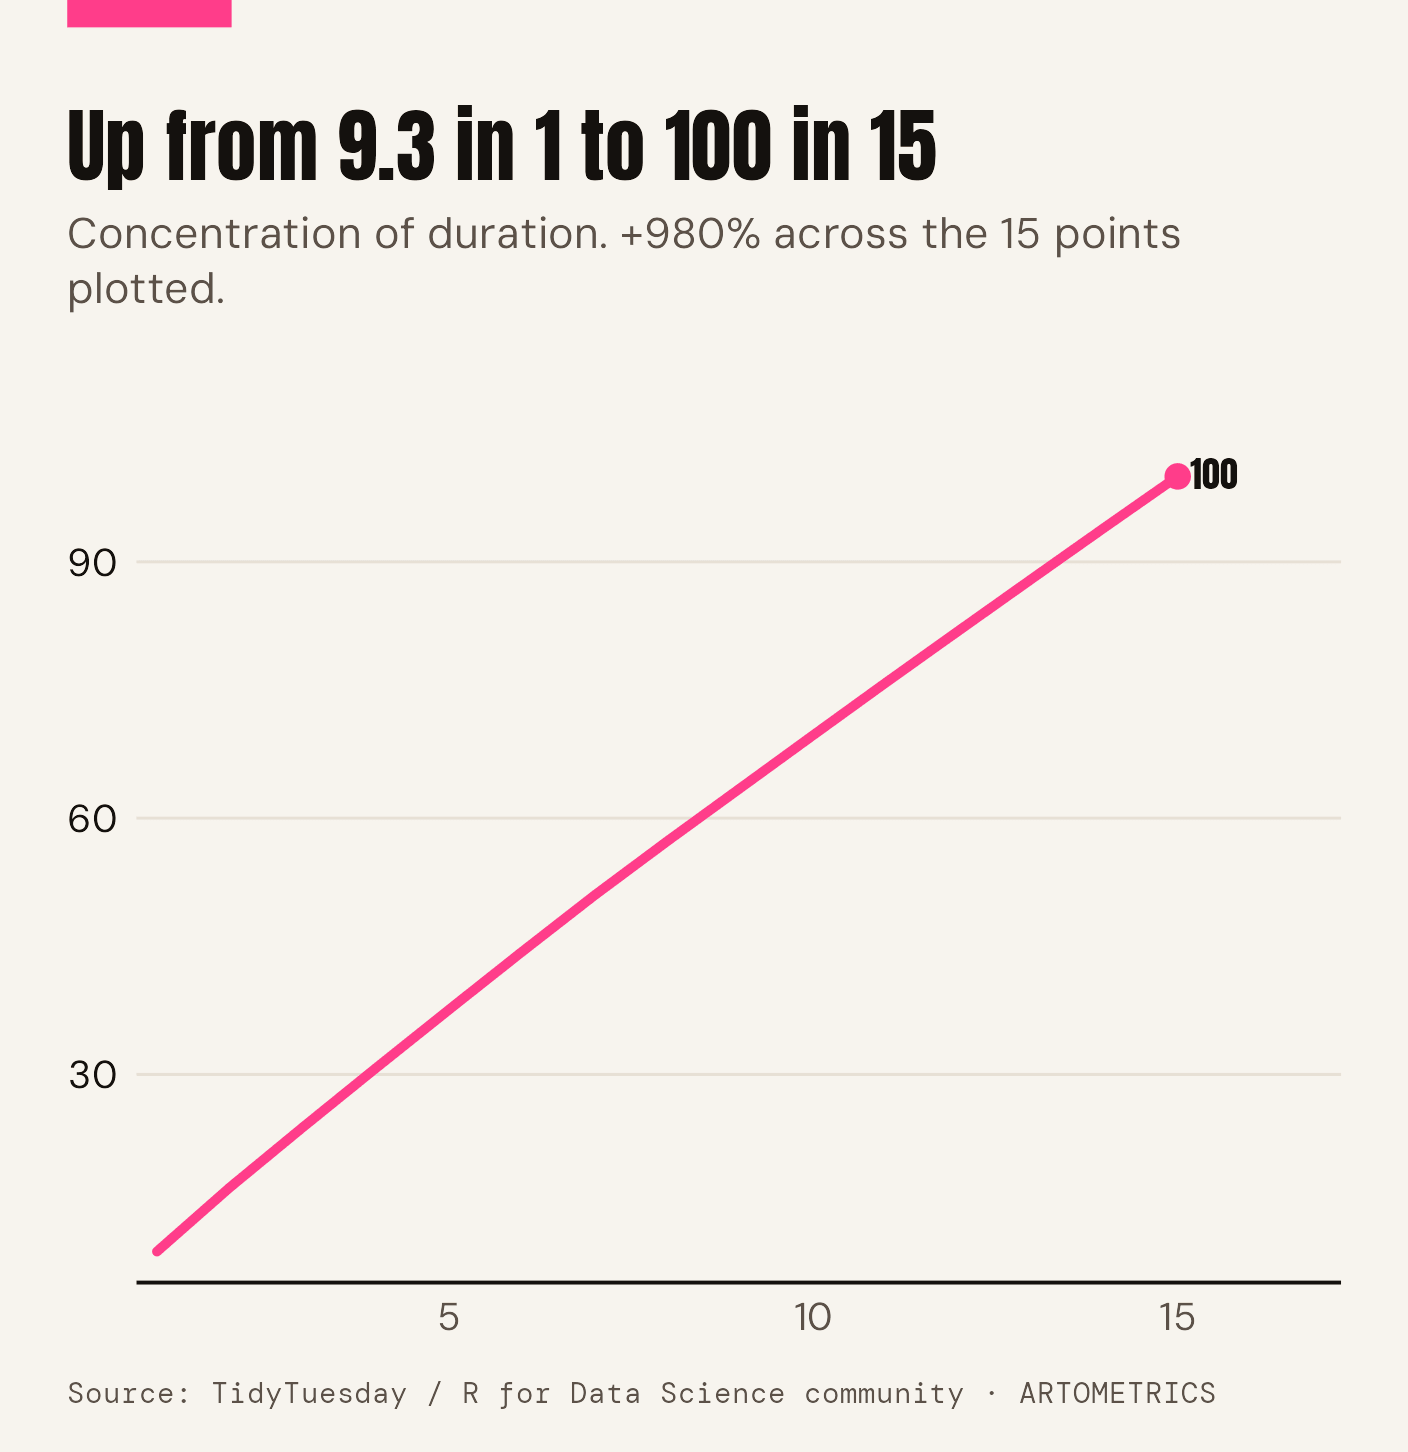 Up from 9.3 in 1 to 100 in 15
Concentration of duration. +980% across the 15 points
plotted.
100
90
60
30
5
10
15
Source: TidyTuesday / R for Data Science community · ARTOMETRICS